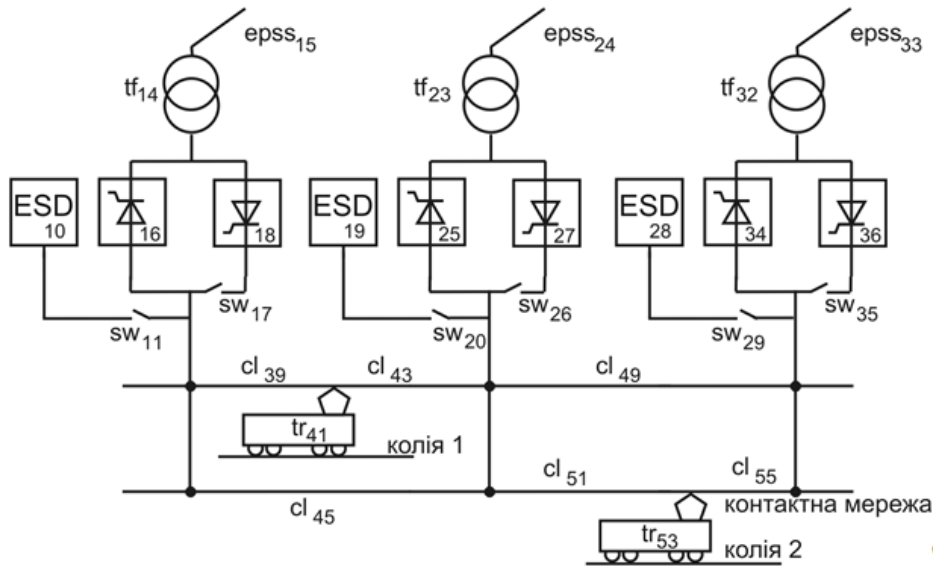 epss15 epss24 epss33
tf14 tf23 tf32
ESD 10 16 18 ESD 19 25 27 ESD 28 34 36
sw17 sw26 sw35
sw11 sw20 sw29
cl 39 cl 43 cl 49
tr41
колія 1
cl 51 cl 55
cl 45
контактна мережа
tr53
колія 2